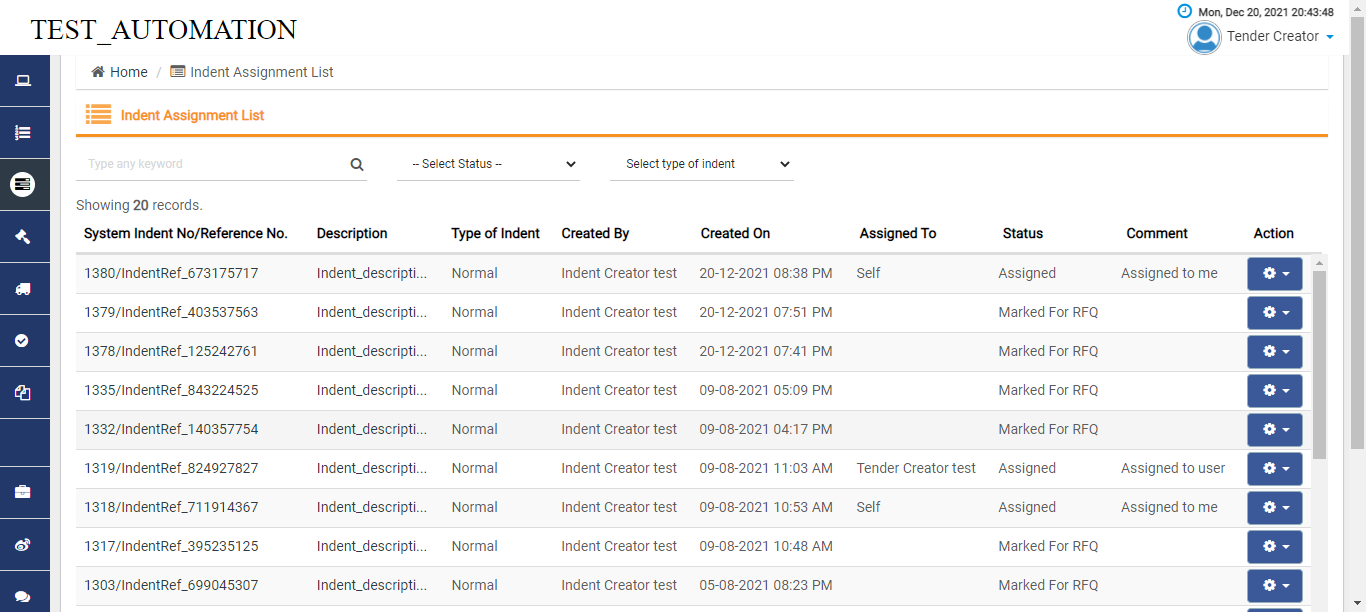 Mon, Dec 20, 2021 20:43:48
TEST_AUTOMATION
Tender Creator
Home / Indent Assignment List
Indent Assignment List
Type any keyword -- Select Status -- Select type of indent
Showing 20 records.
System Indent No/Reference No. Description Type of Indent Created By Created On Assigned To Status Comment Action
1380/IndentRef_673175717 Indent_descripti... Normal Indent Creator test 20-12-2021 08:38 PM Self Assigned Assigned to me
1379/IndentRef_403537563 Indent_descripti... Normal Indent Creator test 20-12-2021 07:51 PM Marked For RFQ
1378/IndentRef_125242761 Indent_descripti... Normal Indent Creator test 20-12-2021 07:41 PM Marked For RFQ
1335/IndentRef_843224525 Indent_descripti... Normal Indent Creator test 09-08-2021 05:09 PM Marked For RFQ
1332/IndentRef_140357754 Indent_descripti... Normal Indent Creator test 09-08-2021 04:17 PM Marked For RFQ
1319/IndentRef_824927827 Indent_descripti... Normal Indent Creator test 09-08-2021 11:03 AM Tender Creator test Assigned Assigned to user
1318/IndentRef_711914367 Indent_descripti... Normal Indent Creator test 09-08-2021 10:53 AM Self Assigned Assigned to me
1317/IndentRef_395235125 Indent_descripti... Normal Indent Creator test 09-08-2021 10:48 AM Marked For RFQ
1303/IndentRef_699045307 Indent_descripti... Normal Indent Creator test 05-08-2021 08:23 PM Marked For RFQ